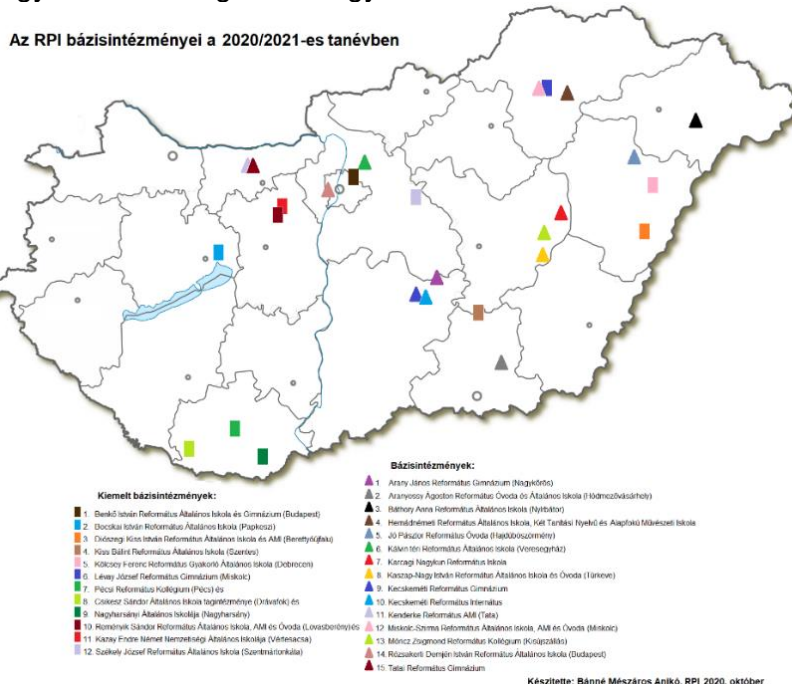 Az RPI bázisintézményei a 2020/2021-es tanévben
Kiemelt bázisintézmények:
1. Benkő István Református Általános Iskola és Gimnázium (Budapest)
2. Bocskai István Református Általános Iskola (Papkeszi)
3. Diószegi Kiss István Református Általános Iskola és AMI (Berettyóújfalu)
4. Kiss Bálint Református Általános Iskola (Szentes)
5. Kölcsey Ferenc Református Gyakorló Általános Iskola (Debrecen)
6. Lévay József Református Gimnázium (Miskolc)
7. Pécsi Református Kollégium (Pécs) és
8. Csikesz Sándor Általános Iskola tagintézménye (Drávafok) és
9. Nagyharsányi Általános Iskolája (Nagyharsány)
10. Reményik Sándor Református Általános Iskola, AMI és Óvoda (Lovasberény)és
11. Kazay Endre Német Nemzetiségi Általános Iskolája (Vértesacsa)
12. Székely József Református Általános Iskola (Szentmártonkáta)
Bázisintézmények:
1. Arany János Református Gimnázium (Nagykőrös)
2. Aranyossy Ágoston Református Óvoda és Általános Iskola (Hódmezővásárhely)
3. Báthory Anna Református Általános Iskola (Nyírbátor)
4. Hernádnémeti Református Általános Iskola, Két Tanítási Nyelvű és Alapfokú Művészeti Iskola
5. Jó Pásztor Református Óvoda (Hajdúböszörmény)
6. Kálvin téri Református Általános Iskola (Veresegyház)
7. Karcagi Nagykun Református Iskola
8. Kaszap-Nagy István Református Általános Iskola és Óvoda (Túrkeve)
9. Kecskeméti Református Gimnázium
10. Kecskeméti Református Internátus
11. Kenderke Református AMI (Tata)
12. Miskolc-Szirma Református Általános Iskola, AMI és Óvoda (Miskolc)
13. Móricz Zsigmond Református Kollégium (Kisújszállás)
14. Rózsakerti Demjén István Református Általános Iskola (Budapest)
15. Tatai Református Gimnázium
Készítette: Bánné Mészáros Anikó, RPI, 2020. október